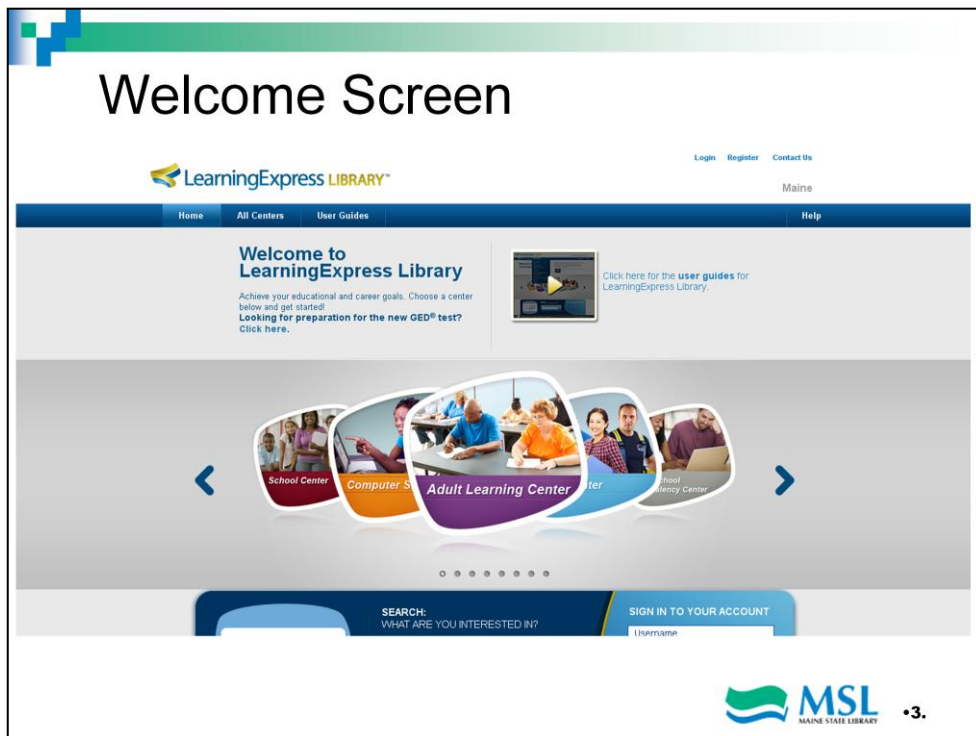 Welcome Screen
Login Register Contact Us
LearningExpress LIBRARY™
Maine
Home All Centers User Guides Help
Welcome to
LearningExpress Library
Achieve your educational and career goals. Choose a center
below and get started!
Looking for preparation for the new GED® test?
Click here.
Click here for the user guides for
LearningExpress Library.
School Center
Computer S
Adult Learning Center
SEARCH:
WHAT ARE YOU INTERESTED IN?
SIGN IN TO YOUR ACCOUNT
Username
MSL
MAINE STATE LIBRARY
•3.